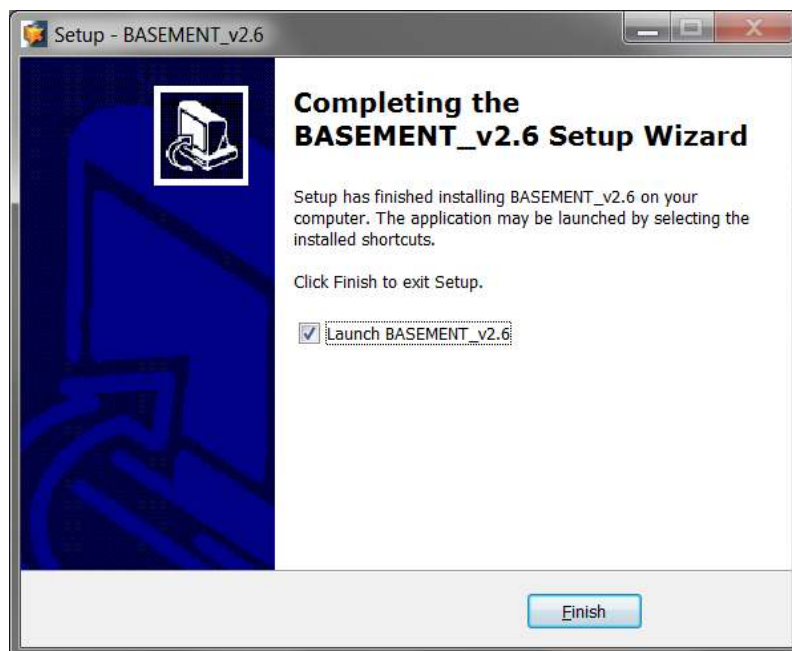 Setup - BASEMENT_v2.6
Completing the
BASEMENT_v2.6 Setup Wizard
Setup has finished installing BASEMENT_v2.6 on your
computer. The application may be launched by selecting the
installed shortcuts.
Click Finish to exit Setup.
Launch BASEMENT_v2.6
Finish